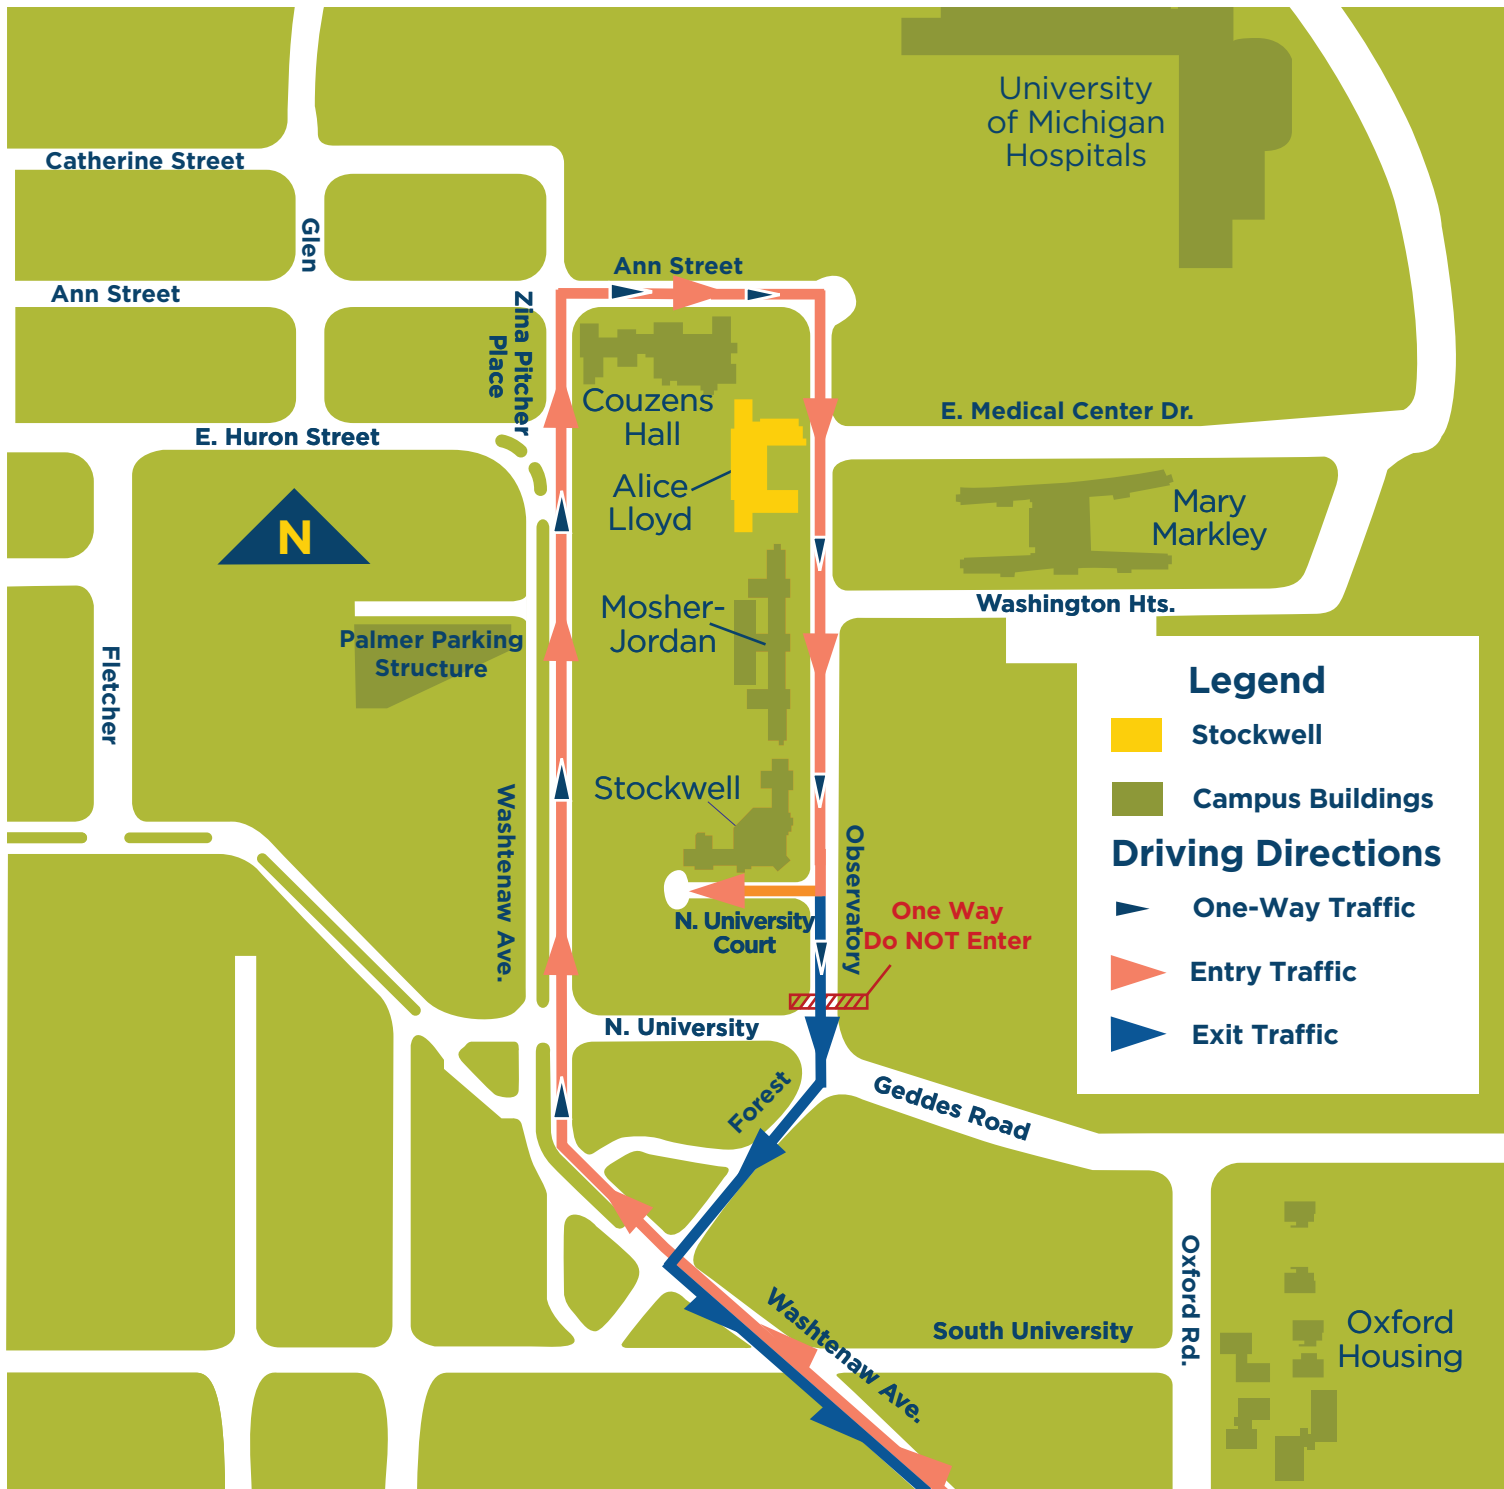 University
of Michigan
Hospitals
Catherine Street
Glen
Ann Street
Ann Street
Zina Pitcher
Place
Couzens
Hall
E. Medical Center Dr.
E. Huron Street
Alice
Lloyd
Mary
Markley
N
Mosher-
Jordan
Washington Hts.
Palmer Parking
Structure
Fletcher
Legend
Stockwell
Campus Buildings
Driving Directions
One-Way Traffic
Entry Traffic
Exit Traffic
Stockwell
Washtenaw Ave.
Observatory
One Way
Do NOT Enter
N. University
Court
N. University
Forest
Geddes Road
Washtenaw Ave.
South University
Oxford Rd.
Oxford
Housing